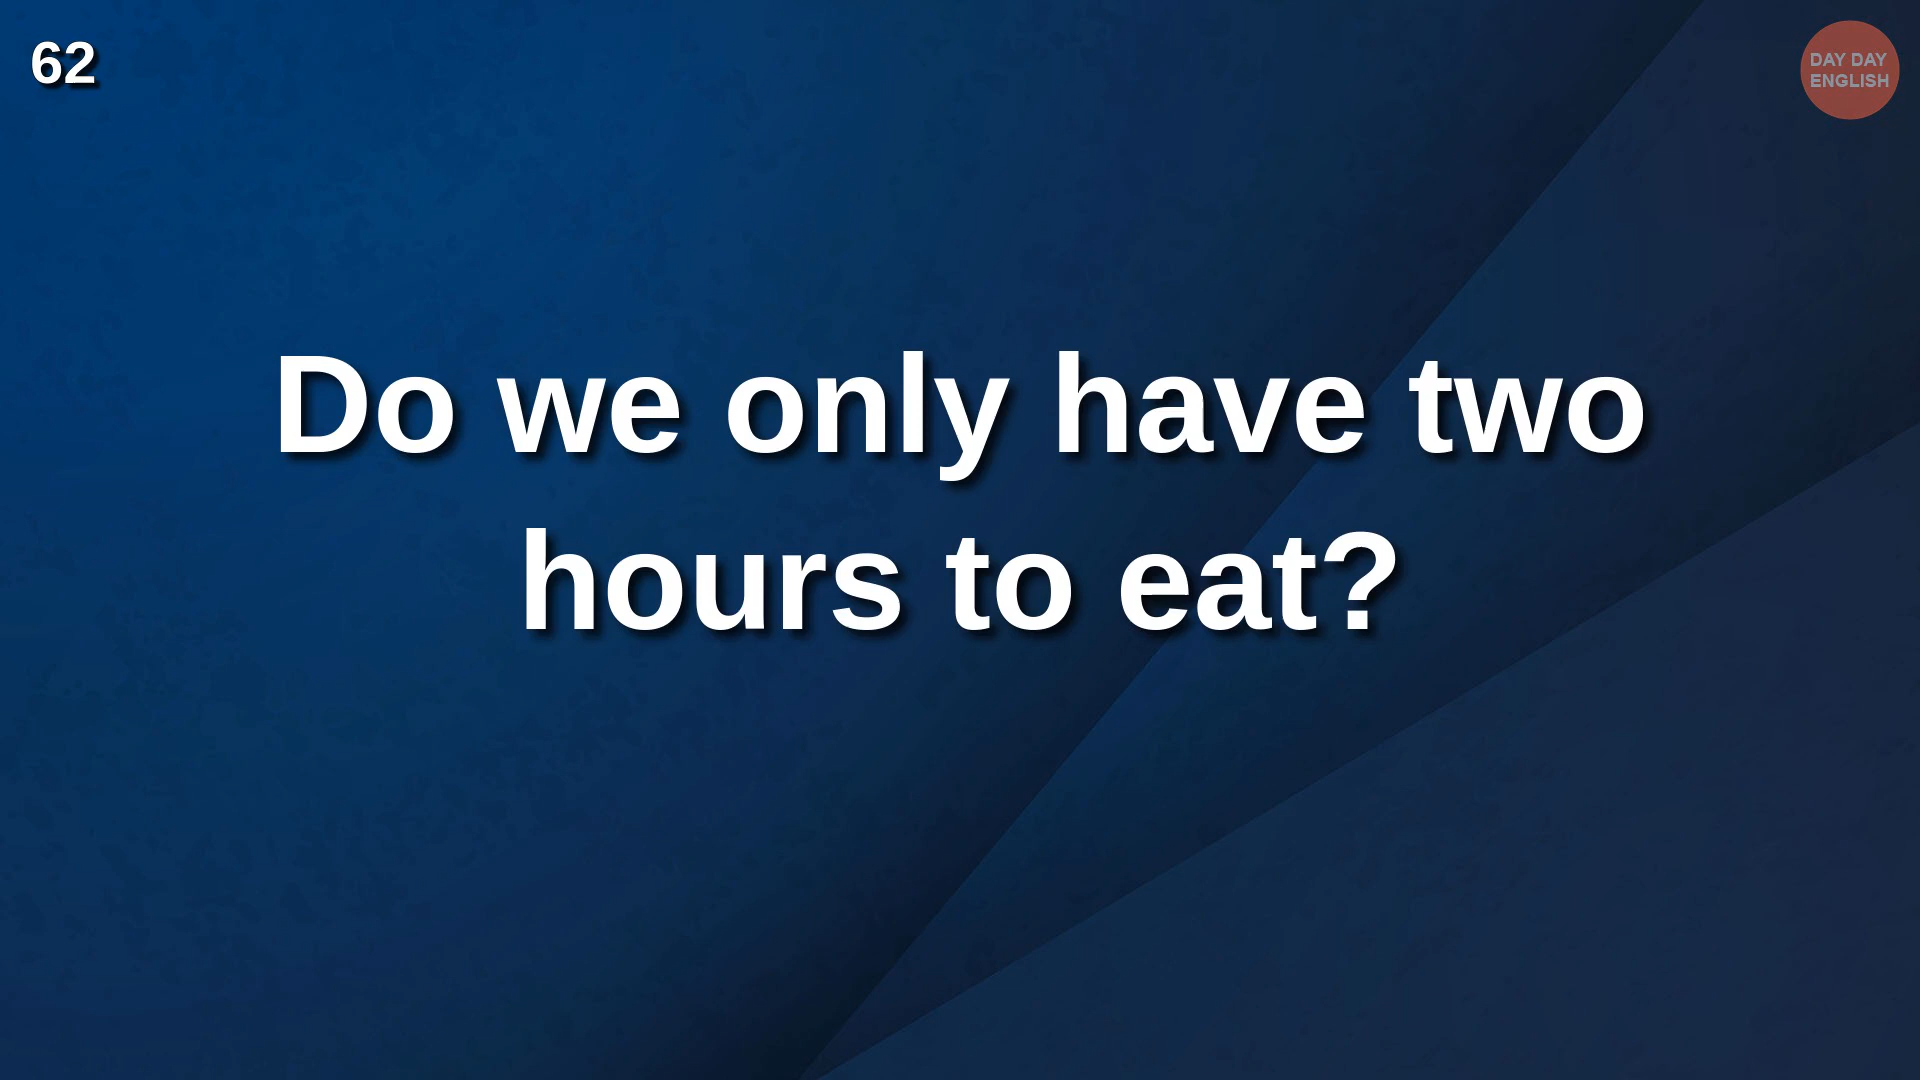 62
DAY DAY
ENGLISH
Do we only have two
hours to eat?